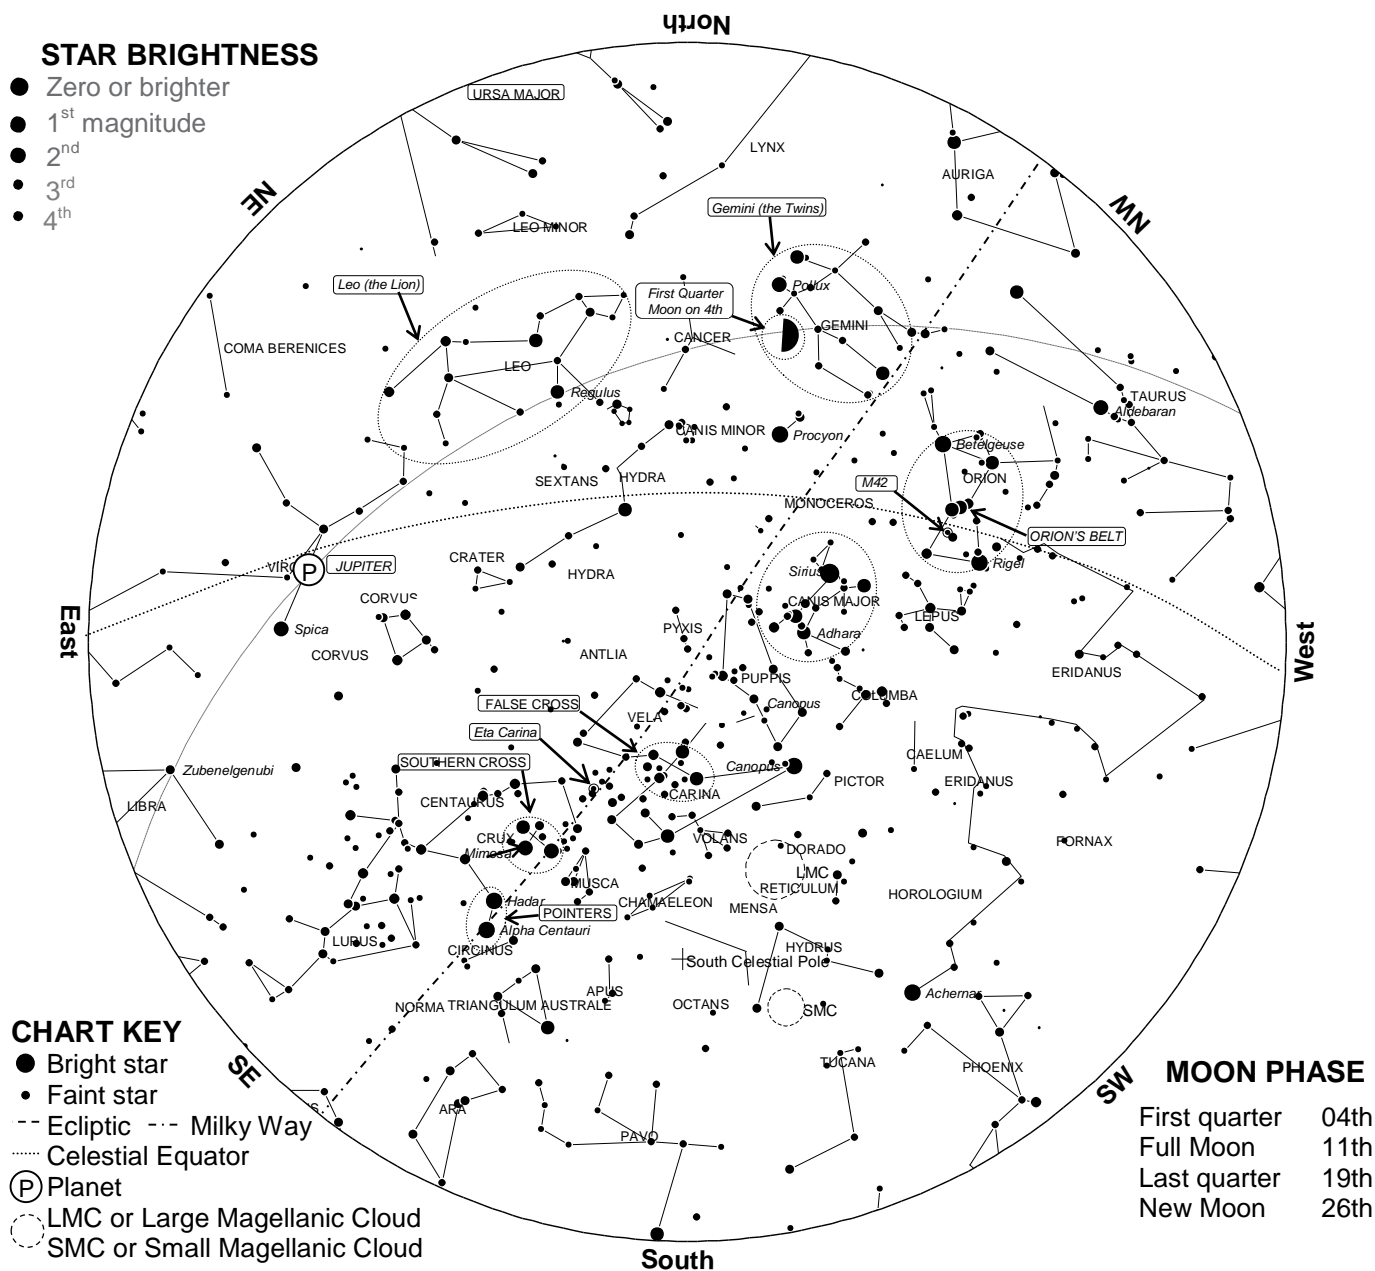 North
STAR BRIGHTNESS
Zero or brighter
1st magnitude
2nd
3rd
4th
URSA MAJOR
LYNX
AURIGA
NE
NW
Gemini (the Twins)
LEO MINOR
Leo (the Lion)
First Quarter
Moon on 4th
Pollux
GEMINI
CANCER
COMA BERENICES
LEO
Regulus
TAURUS
Aldebaran
CANIS MINOR
Procyon
Betelgeuse
SEXTANS
HYDRA
M42
ORION
MONOCEROS
ORION'S BELT
CRATER
HYDRA
VIRGO
P
JUPITER
Sirius
Rigel
CORVUS
CANIS MAJOR
LEPUS
East
Spica
PYXIS
Adhara
West
CORVUS
ANTLIA
ERIDANUS
PUPPIS
COLUMBA
FALSE CROSS
Canopus
VELA
Eta Carina
CAELUM
SOUTHERN CROSS
Canopus
Zubenelgenubi
PICTOR
ERIDANUS
CARINA
LIBRA
CENTAURUS
CRUX
VOLANS
FORNAX
Mimosa
DORADO
LMC
MUSCA
RETICULUM
HOROLOGIUM
Hadar
CHAMAELEON
MENSA
POINTERS
Alpha Centauri
LUPUS
CIRCINUS
HYDRUS
South Celestial Pole
APUS
Achernar
NORMA
TRIANGULUM AUSTRALE
OCTANS
SMC
SE
TUCANA
PHOENIX
SW
S
ARA
PAVO
South
CHART KEY
Bright star
Faint star
Ecliptic
Milky Way
Celestial Equator
P
Planet
LMC or Large Magellanic Cloud
SMC or Small Magellanic Cloud
MOON PHASE
First quarter 04th
Full Moon 11th
Last quarter 19th
New Moon 26th